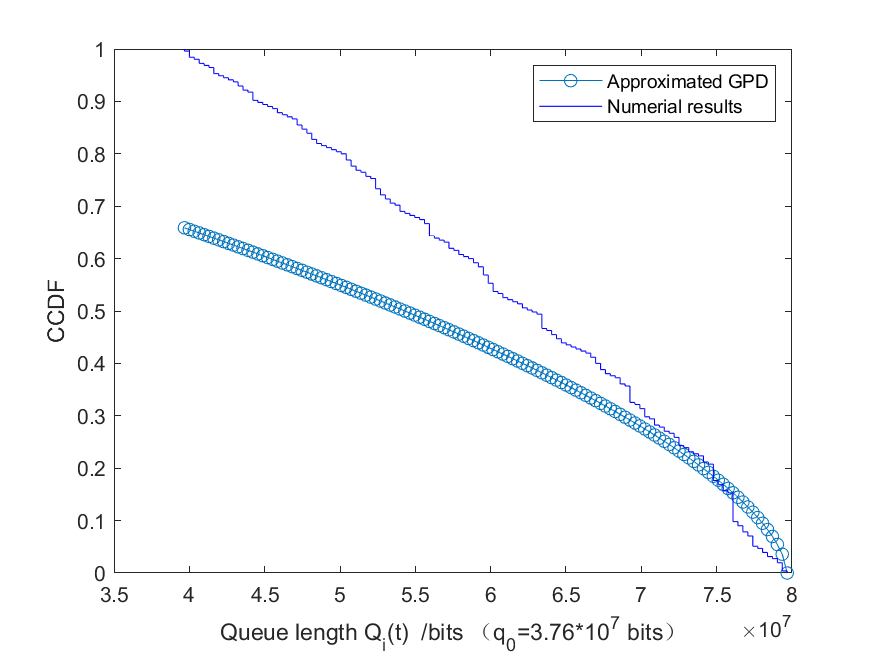 1
0.9
0.8
0.7
0.6
0.5
0.4
0.3
0.2
0.1
0
CCDF
Approximated GPD
Numerial results
3.5 4 4.5 5 5.5 6 6.5 7 7.5 8
×10^7
Queue length Q_i(t) /bits （q_0=3.76*10^7 bits）